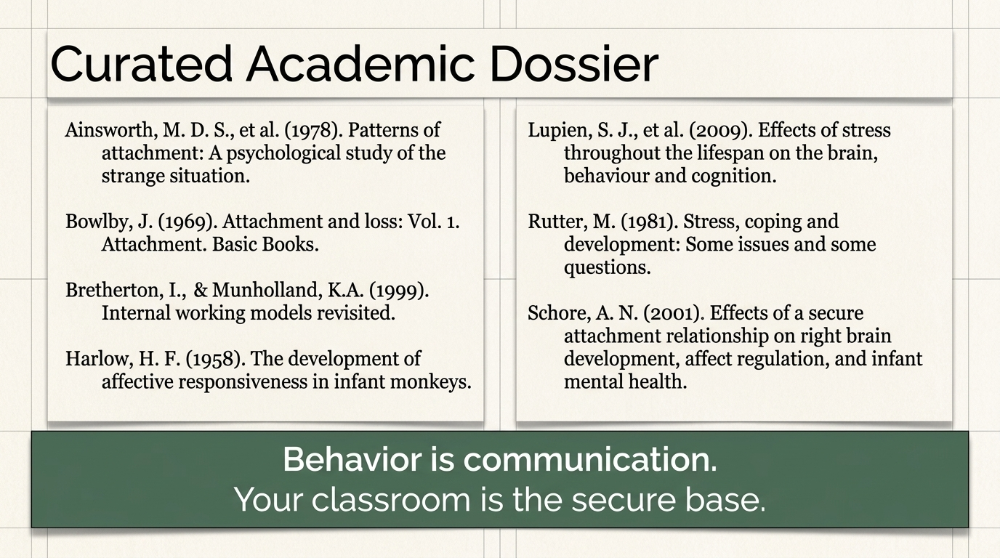 Curated Academic Dossier
Ainsworth, M. D. S., et al. (1978). Patterns of
attachment: A psychological study of the
strange situation.
Bowlby, J. (1969). Attachment and loss: Vol. 1.
Attachment. Basic Books.
Bretherton, I., & Munholland, K.A. (1999).
Internal working models revisited.
Harlow, H. F. (1958). The development of
affective responsiveness in infant monkeys.
Lupien, S. J., et al. (2009). Effects of stress
throughout the lifespan on the brain,
behaviour and cognition.
Rutter, M. (1981). Stress, coping and
development: Some issues and some
questions.
Schore, A. N. (2001). Effects of a secure
attachment relationship on right brain
development, affect regulation, and infant
mental health.
Behavior is communication.
Your classroom is the secure base.